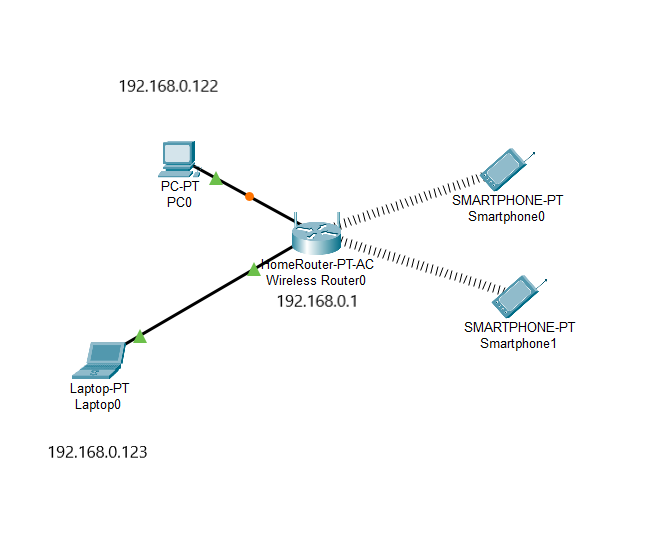 192.168.0.122
PC-PT
PC0
SMARTPHONE-PT
Smartphone0
HomeRouter-PT-AC
Wireless Router0
192.168.0.1
SMARTPHONE-PT
Smartphone1
Laptop-PT
Laptop0
192.168.0.123